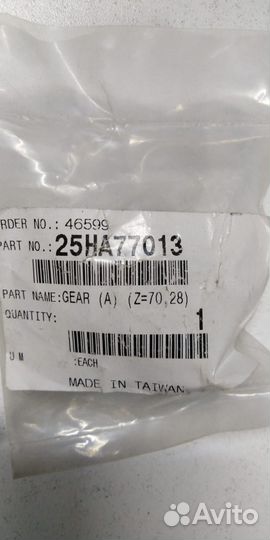 RDER NO.: 46599
PART NO.: 25HA77013
PART NAME:GEAR (A) (Z=70,28)
QUANTITY: 1
U M :EACH
MADE IN TAIWAN
Avito